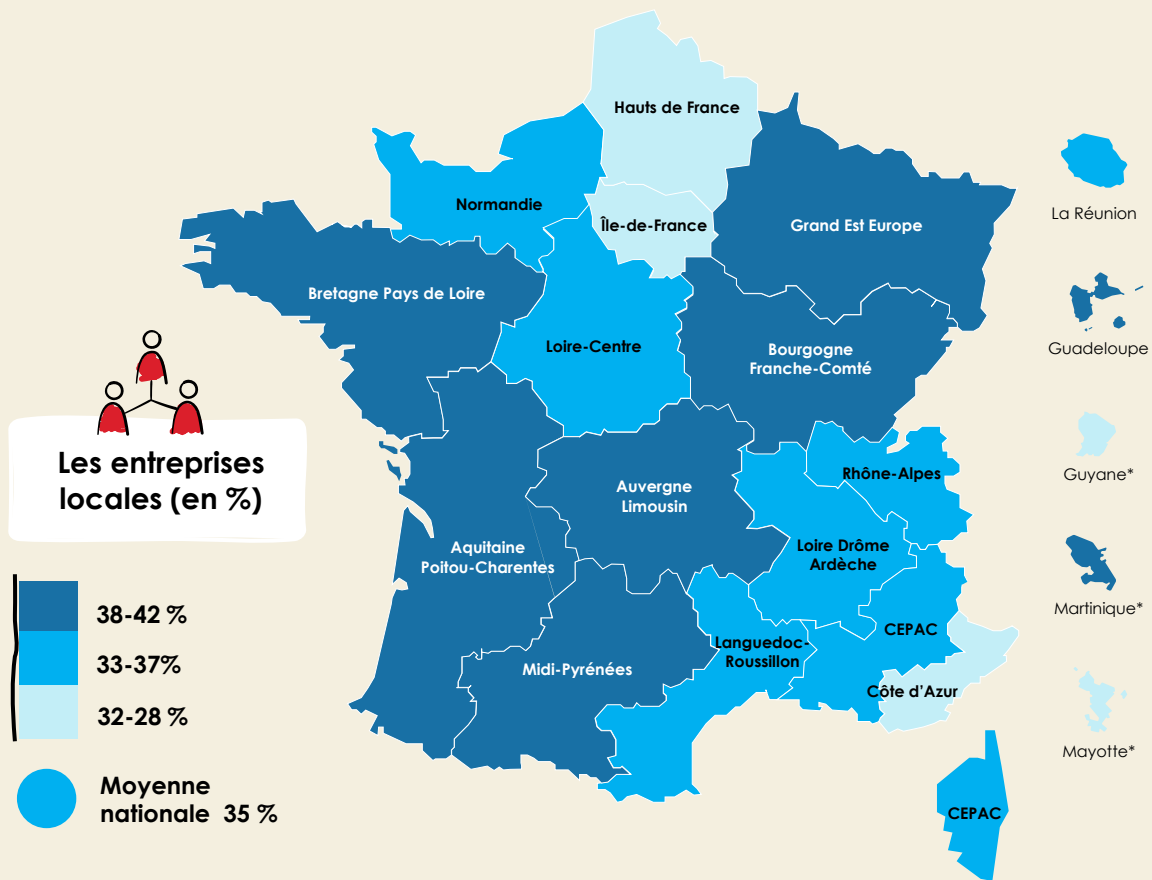 Hauts de France
Normandie
Île-de-France
Grand Est Europe
Bretagne Pays de Loire
Loire-Centre
Bourgogne
Franche-Comté
Rhône-Alpes
Auvergne
Limousin
Aquitaine
Poitou-Charentes
Loire Drôme
Ardèche
CEPAC
Languedoc-
Roussillon
Midi-Pyrénées
Côte d'Azur
CEPAC
La Réunion
Guadeloupe
Guyane*
Martinique*
Mayotte*
Les entreprises
locales (en %)
38-42 %
33-37%
32-28 %
Moyenne
nationale 35 %